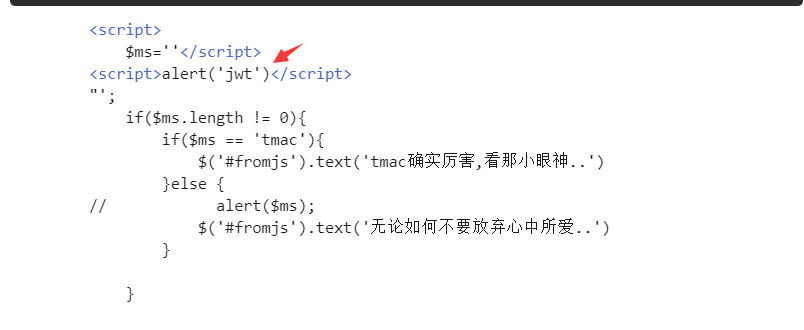 <script>
$ms=''</script>
<script>alert('jwt')</script>
"';
if($ms.length != 0){
if($ms == 'tmac'){
$('#fromjs').text('tmac确实厉害,看那小眼神..')
}else {
// alert($ms);
$('#fromjs').text('无论如何不要放弃心中所爱..')
}
}